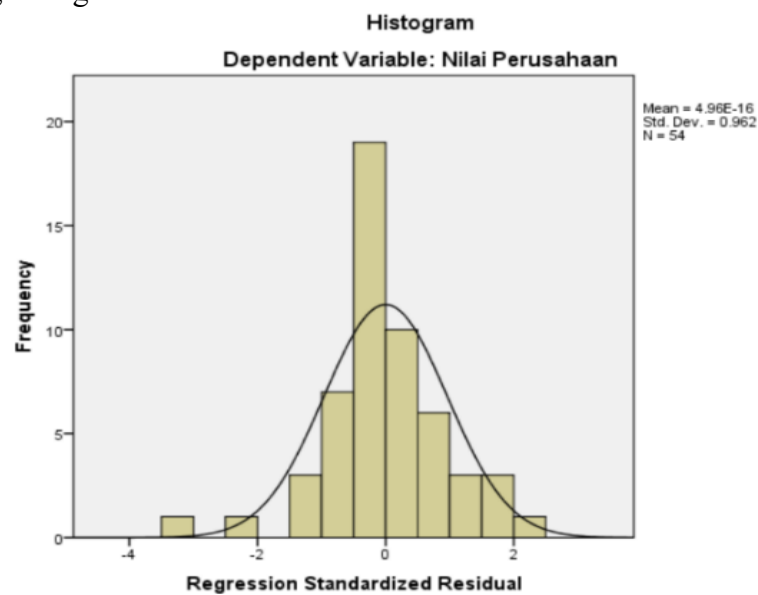 Histogram
Dependent Variable: Nilai Perusahaan
Mean = 4.96E-16
Std. Dev. = 0.962
N = 54
20
15
10
5
0
Frequency
-4
-2
0
2
Regression Standardized Residual